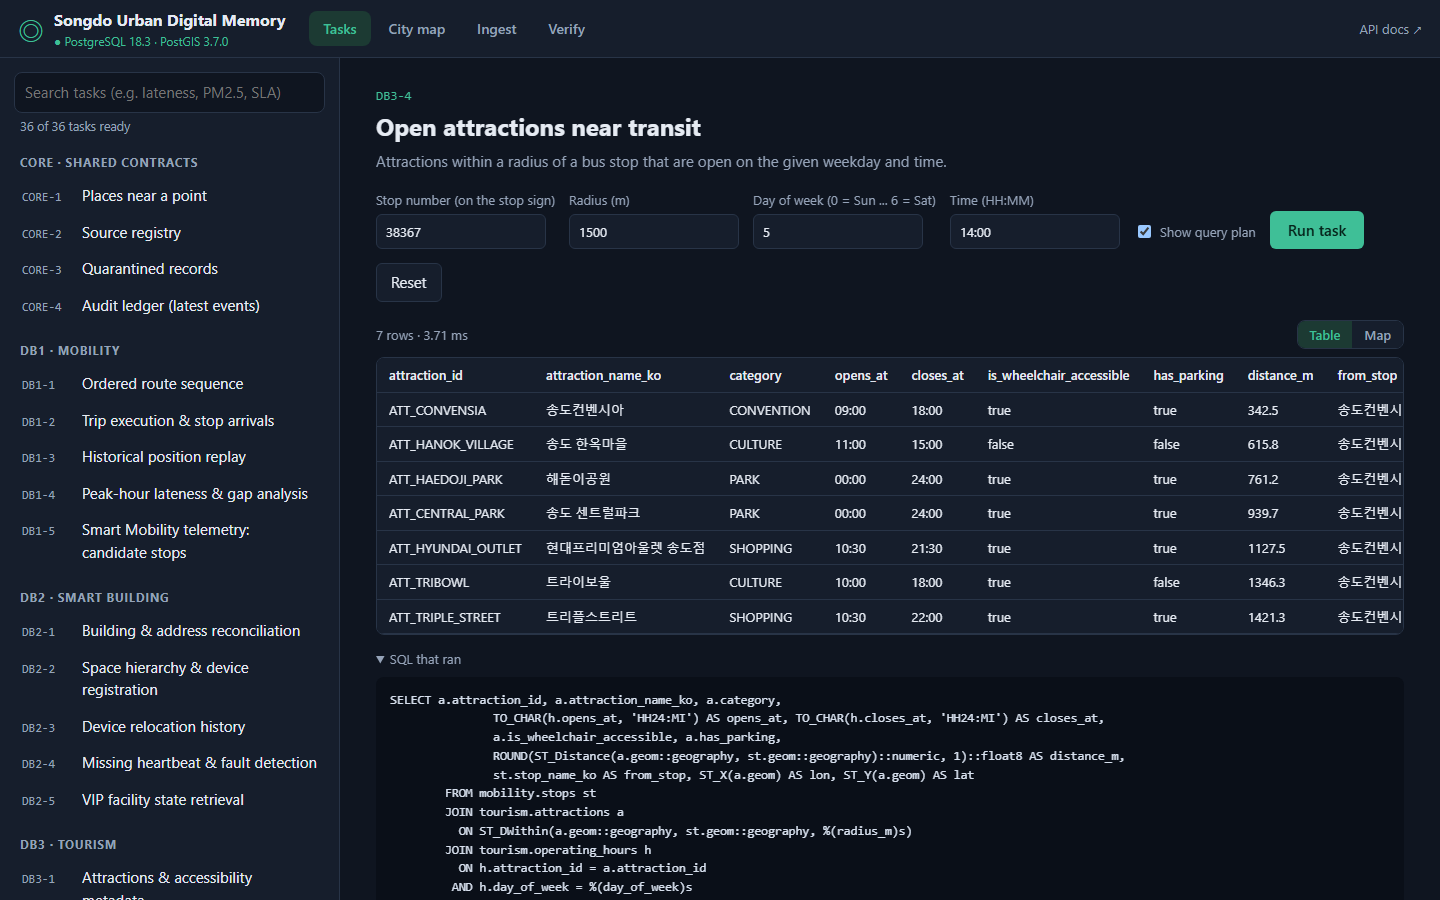 Songdo Urban Digital Memory
● PostgreSQL 18.3 · PostGIS 3.7.0
Tasks
City map
Ingest
Verify
API docs ↗
Search tasks (e.g. lateness, PM2.5, SLA)
36 of 36 tasks ready
CORE · SHARED CONTRACTS
CORE-1 Places near a point
CORE-2 Source registry
CORE-3 Quarantined records
CORE-4 Audit ledger (latest events)
DB1 · MOBILITY
DB1-1 Ordered route sequence
DB1-2 Trip execution & stop arrivals
DB1-3 Historical position replay
DB1-4 Peak-hour lateness & gap analysis
DB1-5 Smart Mobility telemetry:
candidate stops
DB2 · SMART BUILDING
DB2-1 Building & address reconciliation
DB2-2 Space hierarchy & device
registration
DB2-3 Device relocation history
DB2-4 Missing heartbeat & fault detection
DB2-5 VIP facility state retrieval
DB3 · TOURISM
DB3-1 Attractions & accessibility
metadata
DB3-4
Open attractions near transit
Attractions within a radius of a bus stop that are open on the given weekday and time.
Stop number (on the stop sign) Radius (m) Day of week (0 = Sun ... 6 = Sat) Time (HH:MM)
38367 1500 5 14:00 Show query plan Run task
Reset
7 rows · 3.71 ms Table Map
attraction_id attraction_name_ko category opens_at closes_at is_wheelchair_accessible has_parking distance_m from_stop
ATT_CONVENSIA 송도컨벤시아 CONVENTION 09:00 18:00 true true 342.5 송도컨벤시
ATT_HANOK_VILLAGE 송도 한옥마을 CULTURE 11:00 15:00 false false 615.8 송도컨벤시
ATT_HAEDOJI_PARK 해돋이공원 PARK 00:00 24:00 true true 761.2 송도컨벤시
ATT_CENTRAL_PARK 송도 센트럴파크 PARK 00:00 24:00 true true 939.7 송도컨벤시
ATT_HYUNDAI_OUTLET 현대프리미엄아울렛 송도점 SHOPPING 10:30 21:30 true true 1127.5 송도컨벤시
ATT_TRIBOWL 트라이보울 CULTURE 10:00 18:00 true false 1346.3 송도컨벤시
ATT_TRIPLE_STREET 트리플스트리트 SHOPPING 10:30 22:00 true true 1421.3 송도컨벤시
▼ SQL that ran
SELECT a.attraction_id, a.attraction_name_ko, a.category,
TO_CHAR(h.opens_at, 'HH24:MI') AS opens_at, TO_CHAR(h.closes_at, 'HH24:MI') AS closes_at,
a.is_wheelchair_accessible, a.has_parking,
ROUND(ST_Distance(a.geom::geography, st.geom::geography)::numeric, 1)::float8 AS distance_m,
st.stop_name_ko AS from_stop, ST_X(a.geom) AS lon, ST_Y(a.geom) AS lat
FROM mobility.stops st
JOIN tourism.attractions a
ON ST_DWithin(a.geom::geography, st.geom::geography, %(radius_m)s)
JOIN tourism.operating_hours h
ON h.attraction_id = a.attraction_id
AND h.day_of_week = %(day_of_week)s